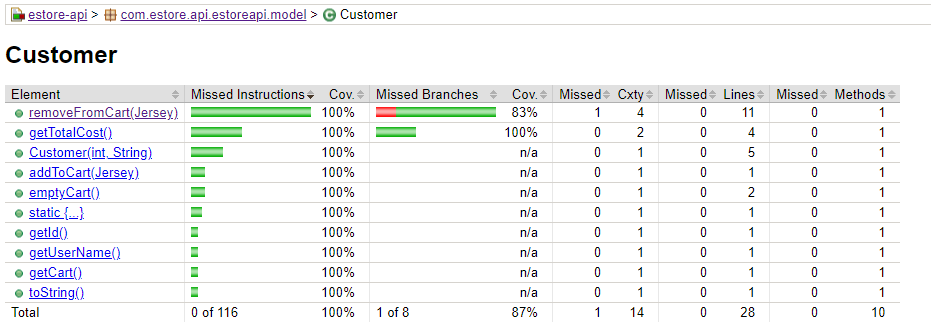 estore-api > com.estore.api.estoreapi.model > Customer
Customer
Element Missed Instructions Cov. Missed Branches Cov. Missed Cxty Missed Lines Missed Methods
removeFromCart(Jersey) 100% 83% 1 4 0 11 0 1
getTotalCost() 100% 100% 0 2 0 4 0 1
Customer(int, String) 100% n/a 0 1 0 5 0 1
addToCart(Jersey) 100% n/a 0 1 0 1 0 1
emptyCart() 100% n/a 0 1 0 2 0 1
static {...} 100% n/a 0 1 0 1 0 1
getId() 100% n/a 0 1 0 1 0 1
getUserName() 100% n/a 0 1 0 1 0 1
getCart() 100% n/a 0 1 0 1 0 1
toString() 100% n/a 0 1 0 1 0 1
Total 0 of 116 100% 1 of 8 87% 1 14 0 28 0 10